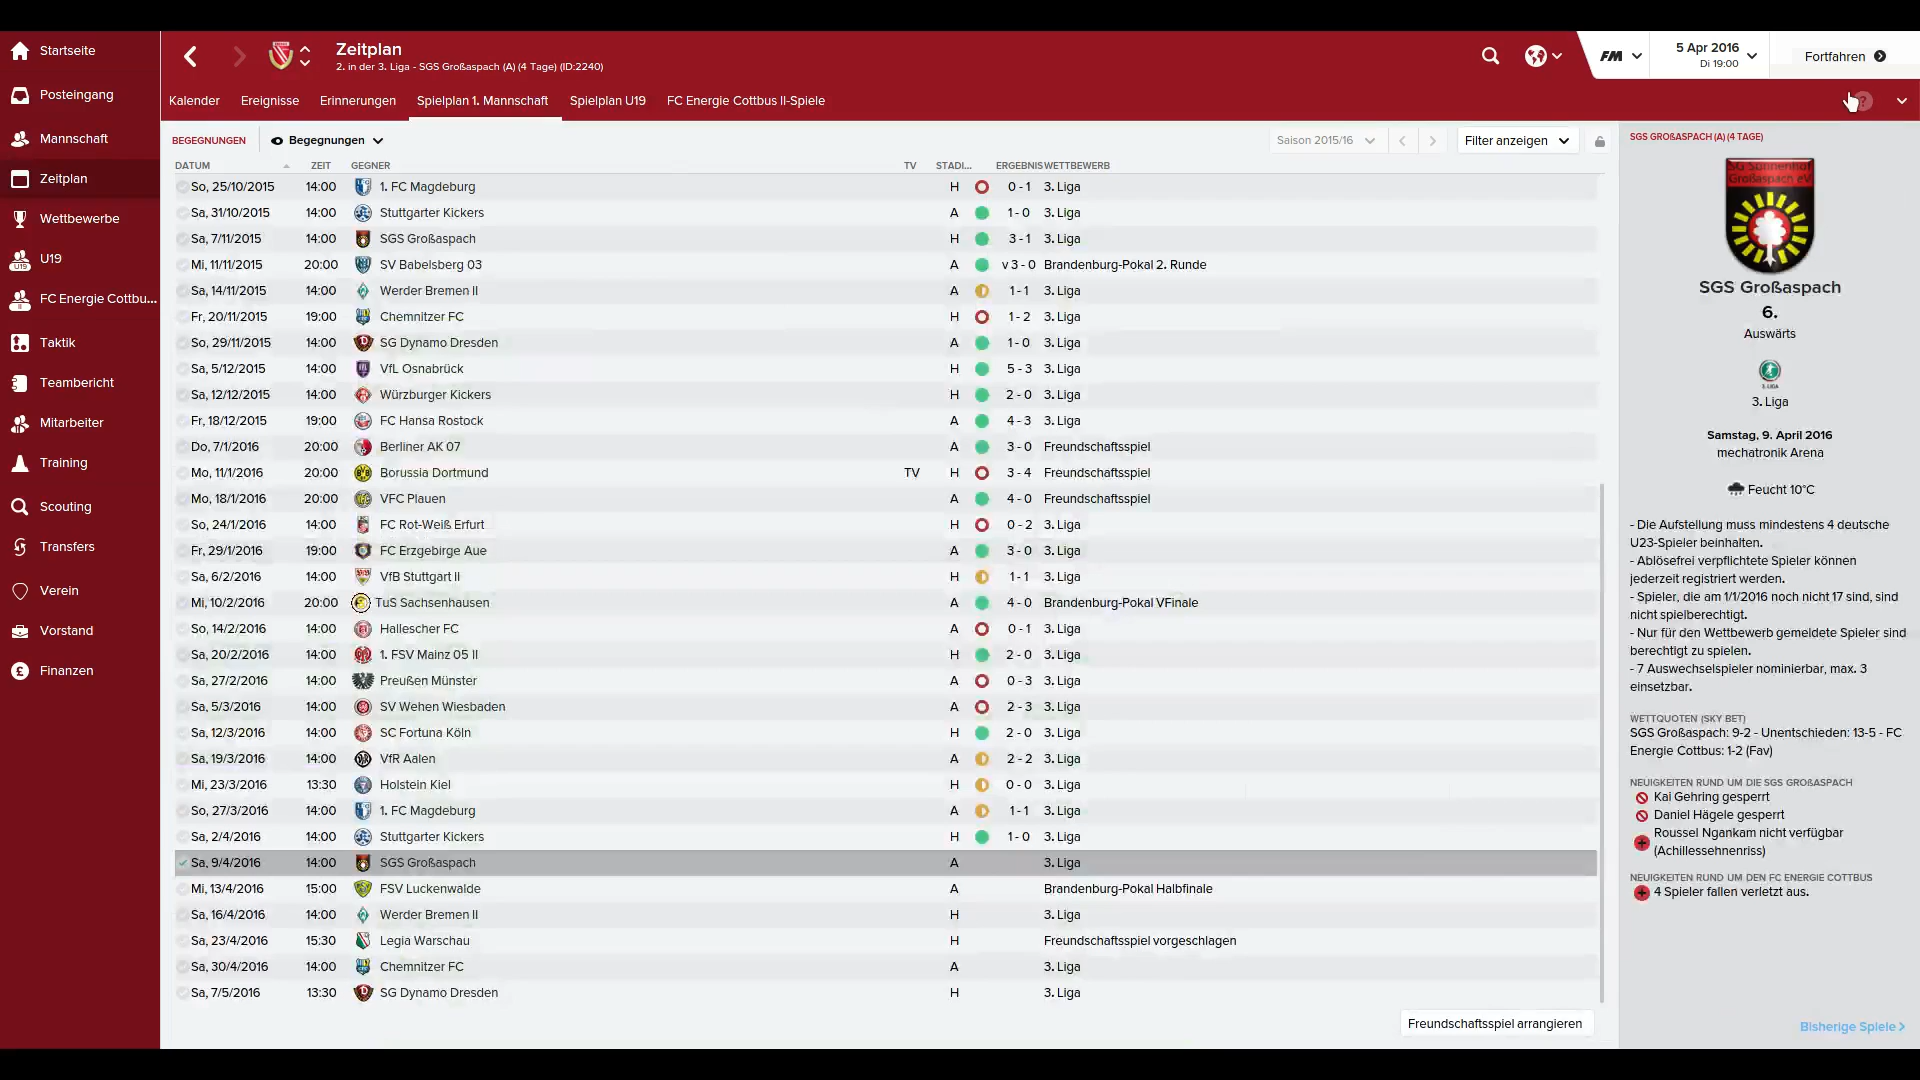 Startseite
Posteingang
Mannschaft
Zeitplan
Wettbewerbe
U19
FC Energie Cottbu...
Taktik
Teambericht
Mitarbeiter
Training
Scouting
Transfers
Verein
Vorstand
Finanzen
Zeitplan
2. in der 3. Liga - SGS Großaspach (A) (4 Tage) (ID:2240)
FM
5 Apr 2016
Di 19:00
Fortfahren
Kalender Ereignisse Erinnerungen Spielplan 1. Mannschaft Spielplan U19 FC Energie Cottbus II-Spiele
BEGEGNUNGEN Begegnungen Saison 2015/16 Filter anzeigen
DATUM ZEIT GEGNER TV STADI... ERGEBNIS WETTBEWERB
So, 25/10/2015 14:00 1. FC Magdeburg H 0 - 1 3. Liga
Sa, 31/10/2015 14:00 Stuttgarter Kickers A 1 - 0 3. Liga
Sa, 7/11/2015 14:00 SGS Großaspach H 3 - 1 3. Liga
Mi, 11/11/2015 20:00 SV Babelsberg 03 A v 3 - 0 Brandenburg-Pokal 2. Runde
Sa, 14/11/2015 14:00 Werder Bremen II A 1 - 1 3. Liga
Fr, 20/11/2015 19:00 Chemnitzer FC H 1 - 2 3. Liga
So, 29/11/2015 14:00 SG Dynamo Dresden A 1 - 0 3. Liga
Sa, 5/12/2015 14:00 VfL Osnabrück H 5 - 3 3. Liga
Sa, 12/12/2015 14:00 Würzburger Kickers H 2 - 0 3. Liga
Fr, 18/12/2015 19:00 FC Hansa Rostock A 4 - 3 3. Liga
Do, 7/1/2016 20:00 Berliner AK 07 A 3 - 0 Freundschaftsspiel
Mo, 11/1/2016 20:00 Borussia Dortmund TV H 3 - 4 Freundschaftsspiel
Mo, 18/1/2016 20:00 VFC Plauen A 4 - 0 Freundschaftsspiel
So, 24/1/2016 14:00 FC Rot-Weiß Erfurt H 0 - 2 3. Liga
Fr, 29/1/2016 19:00 FC Erzgebirge Aue A 3 - 0 3. Liga
Sa, 6/2/2016 14:00 VfB Stuttgart II H 1 - 1 3. Liga
Mi, 10/2/2016 20:00 TuS Sachsenhausen A 4 - 0 Brandenburg-Pokal VFinale
So, 14/2/2016 14:00 Hallescher FC A 0 - 1 3. Liga
Sa, 20/2/2016 14:00 1. FSV Mainz 05 II H 2 - 0 3. Liga
Sa, 27/2/2016 14:00 Preußen Münster A 0 - 3 3. Liga
Sa, 5/3/2016 14:00 SV Wehen Wiesbaden A 2 - 3 3. Liga
Sa, 12/3/2016 14:00 SC Fortuna Köln H 2 - 0 3. Liga
Sa, 19/3/2016 14:00 VfR Aalen A 2 - 2 3. Liga
Mi, 23/3/2016 13:30 Holstein Kiel H 0 - 0 3. Liga
So, 27/3/2016 14:00 1. FC Magdeburg A 1 - 1 3. Liga
Sa, 2/4/2016 14:00 Stuttgarter Kickers H 1 - 0 3. Liga
Sa, 9/4/2016 14:00 SGS Großaspach A 3. Liga
Mi, 13/4/2016 15:00 FSV Luckenwalde A Brandenburg-Pokal Halbfinale
Sa, 16/4/2016 14:00 Werder Bremen II H 3. Liga
Sa, 23/4/2016 15:30 Legia Warschau H Freundschaftsspiel vorgeschlagen
Sa, 30/4/2016 14:00 Chemnitzer FC A 3. Liga
Sa, 7/5/2016 13:30 SG Dynamo Dresden H 3. Liga
Freundschaftsspiel arrangieren
SGS GROßASPACH (A) (4 TAGE)
SG Sonnenhof
Großaspach eV
SGS Großaspach
6.
Auswärts
3. LIGA
3. Liga
Samstag, 9. April 2016
mechatronik Arena
Feucht 10°C
- Die Aufstellung muss mindestens 4 deutsche
U23-Spieler beinhalten.
- Ablösefrei verpflichtete Spieler können
jederzeit registriert werden.
- Spieler, die am 1/1/2016 noch nicht 17 sind, sind
nicht spielberechtigt.
- Nur für den Wettbewerb gemeldete Spieler sind
berechtigt zu spielen.
- 7 Auswechselspieler nominierbar, max. 3
einsetzbar.
WETTQUOTEN (SKY BET)
SGS Großaspach: 9-2 - Unentschieden: 13-5 - FC
Energie Cottbus: 1-2 (Fav)
NEUIGKEITEN RUND UM DIE SGS GROßASPACH
Kai Gehring gesperrt
Daniel Hägele gesperrt
Roussel Ngankam nicht verfügbar
(Achillessehnenriss)
NEUIGKEITEN RUND UM DEN FC ENERGIE COTTBUS
4 Spieler fallen verletzt aus.
Bisherige Spiele >